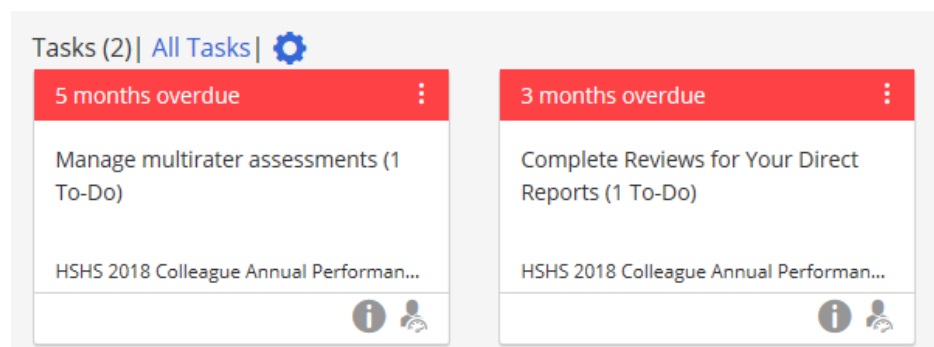 Tasks (2)| All Tasks|
5 months overdue
Manage multirater assessments (1
To-Do)
HSHS 2018 Colleague Annual Performan...
3 months overdue
Complete Reviews for Your Direct
Reports (1 To-Do)
HSHS 2018 Colleague Annual Performan...